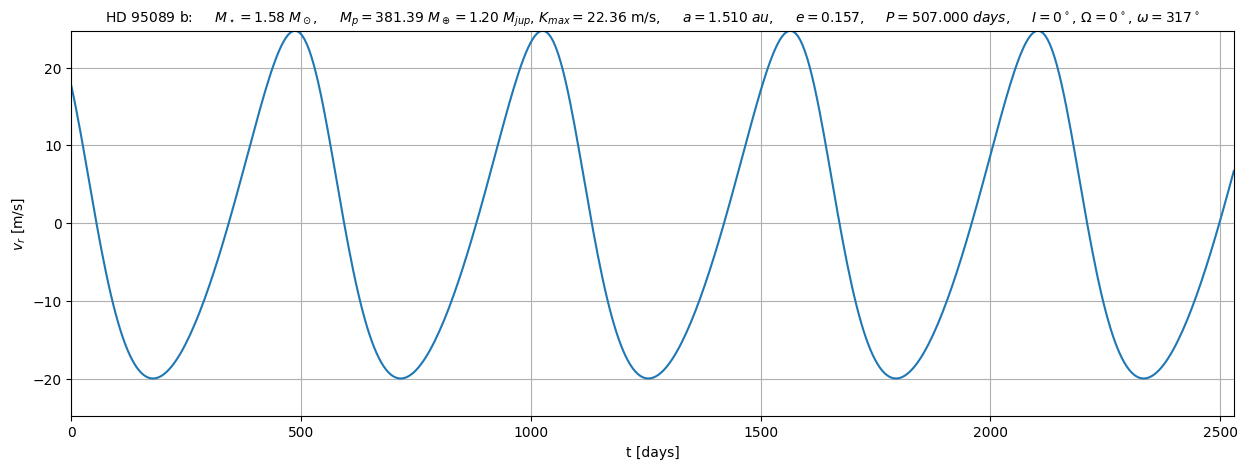 HD 95089 b: M⋆ = 1.58 M⊙, Mp = 381.39 M⊕ = 1.20 Mjup, Kmax = 22.36 m/s, a = 1.510 au, e = 0.157, P = 507.000 days, I = 0°, Ω = 0°, ω = 317°
20
10
0
−10
−20
vr [m/s]
0 500 1000 1500 2000 2500
t [days]